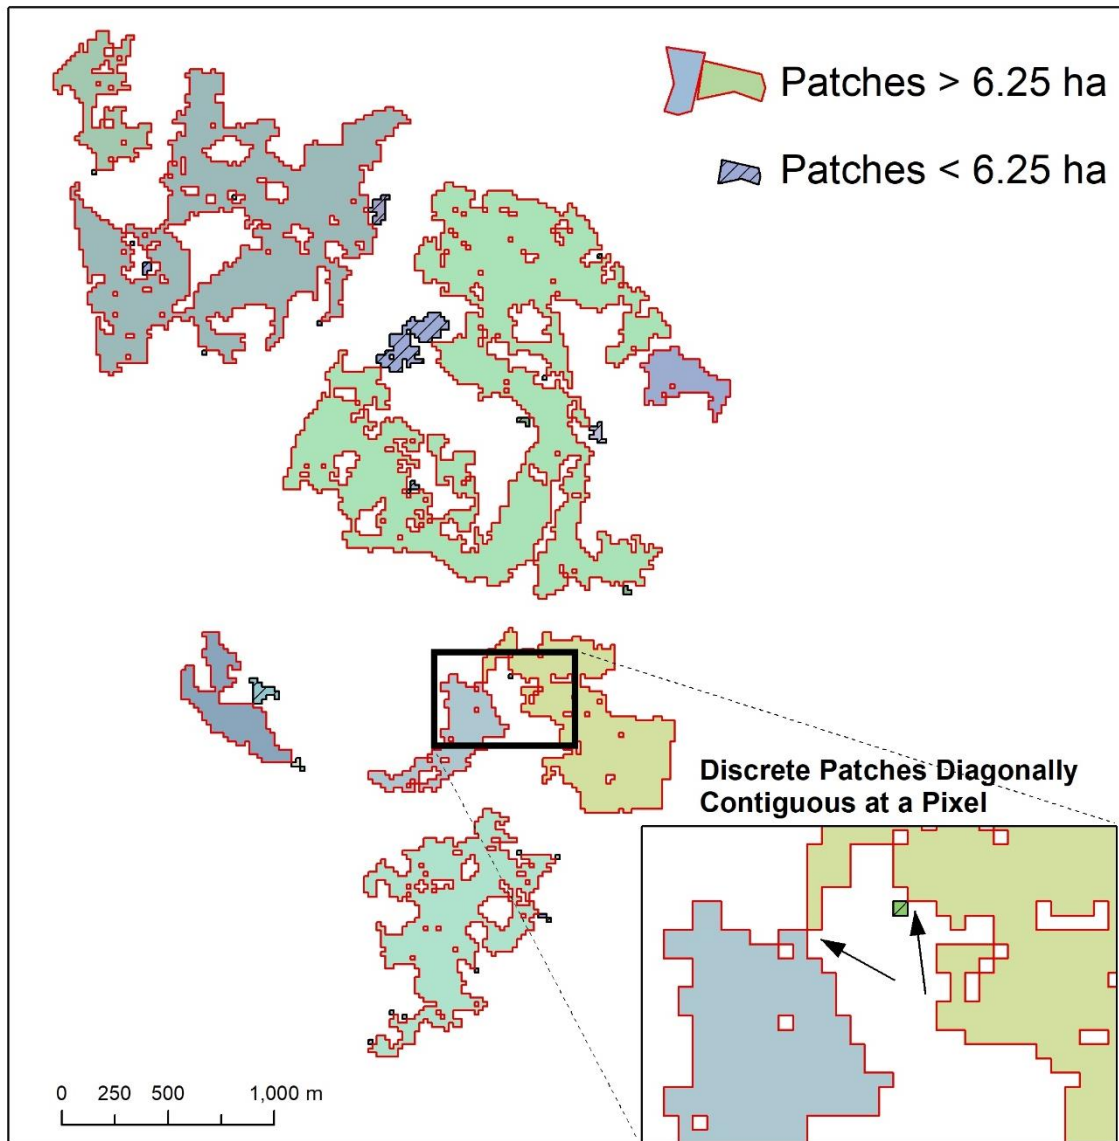 Patches > 6.25 ha
Patches < 6.25 ha
Discrete Patches Diagonally
Contiguous at a Pixel
0 250 500 1,000 m